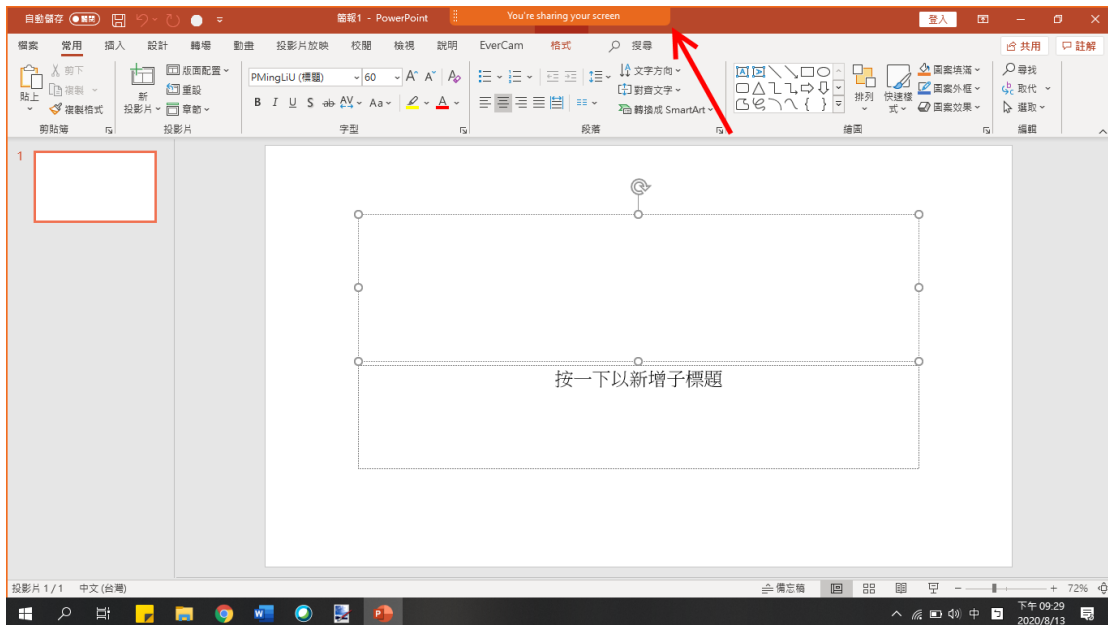 自動儲存 關閉 簡報1 - PowerPoint You're sharing your screen 登入
檔案 常用 插入 設計 轉場 動畫 投影片放映 校閱 檢視 說明 EverCam 格式 搜尋 共用 註解
剪下 版面配置 PMingLiU (標題) 60 A A A 文字方向 圖案填滿 尋找
複製 重設 對齊文字 圖案外框 取代
貼上 新投影片 排列 快速樣式
複製格式 章節 B I U S ab AV Aa A 轉換成 SmartArt 圖案效果 選取
剪貼簿 投影片 字型 段落 繪圖 編輯
1
按一下以新增子標題
投影片 1 / 1 中文 (台灣) 備忘稿 72%
中 下午 09:29
2020/8/13